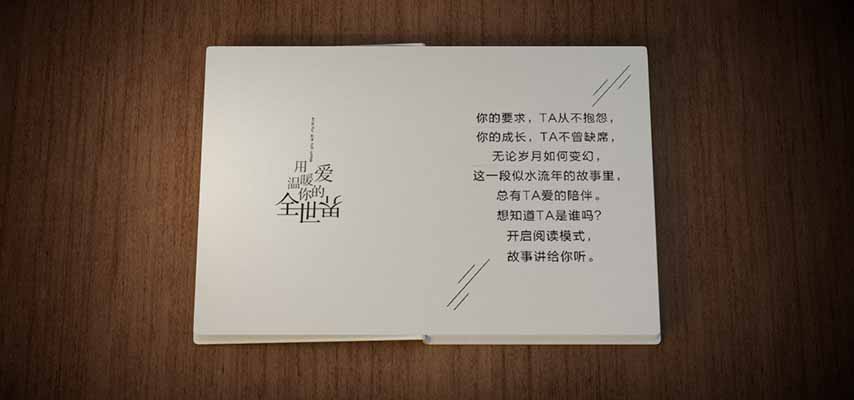 用
爱
温暖
你的
全世界
你的要求，TA从不抱怨，
你的成长，TA不曾缺席，
无论岁月如何变幻，
这一段似水流年的故事里，
总有TA爱的陪伴。
想知道TA是谁吗？
开启阅读模式，
故事讲给你听。